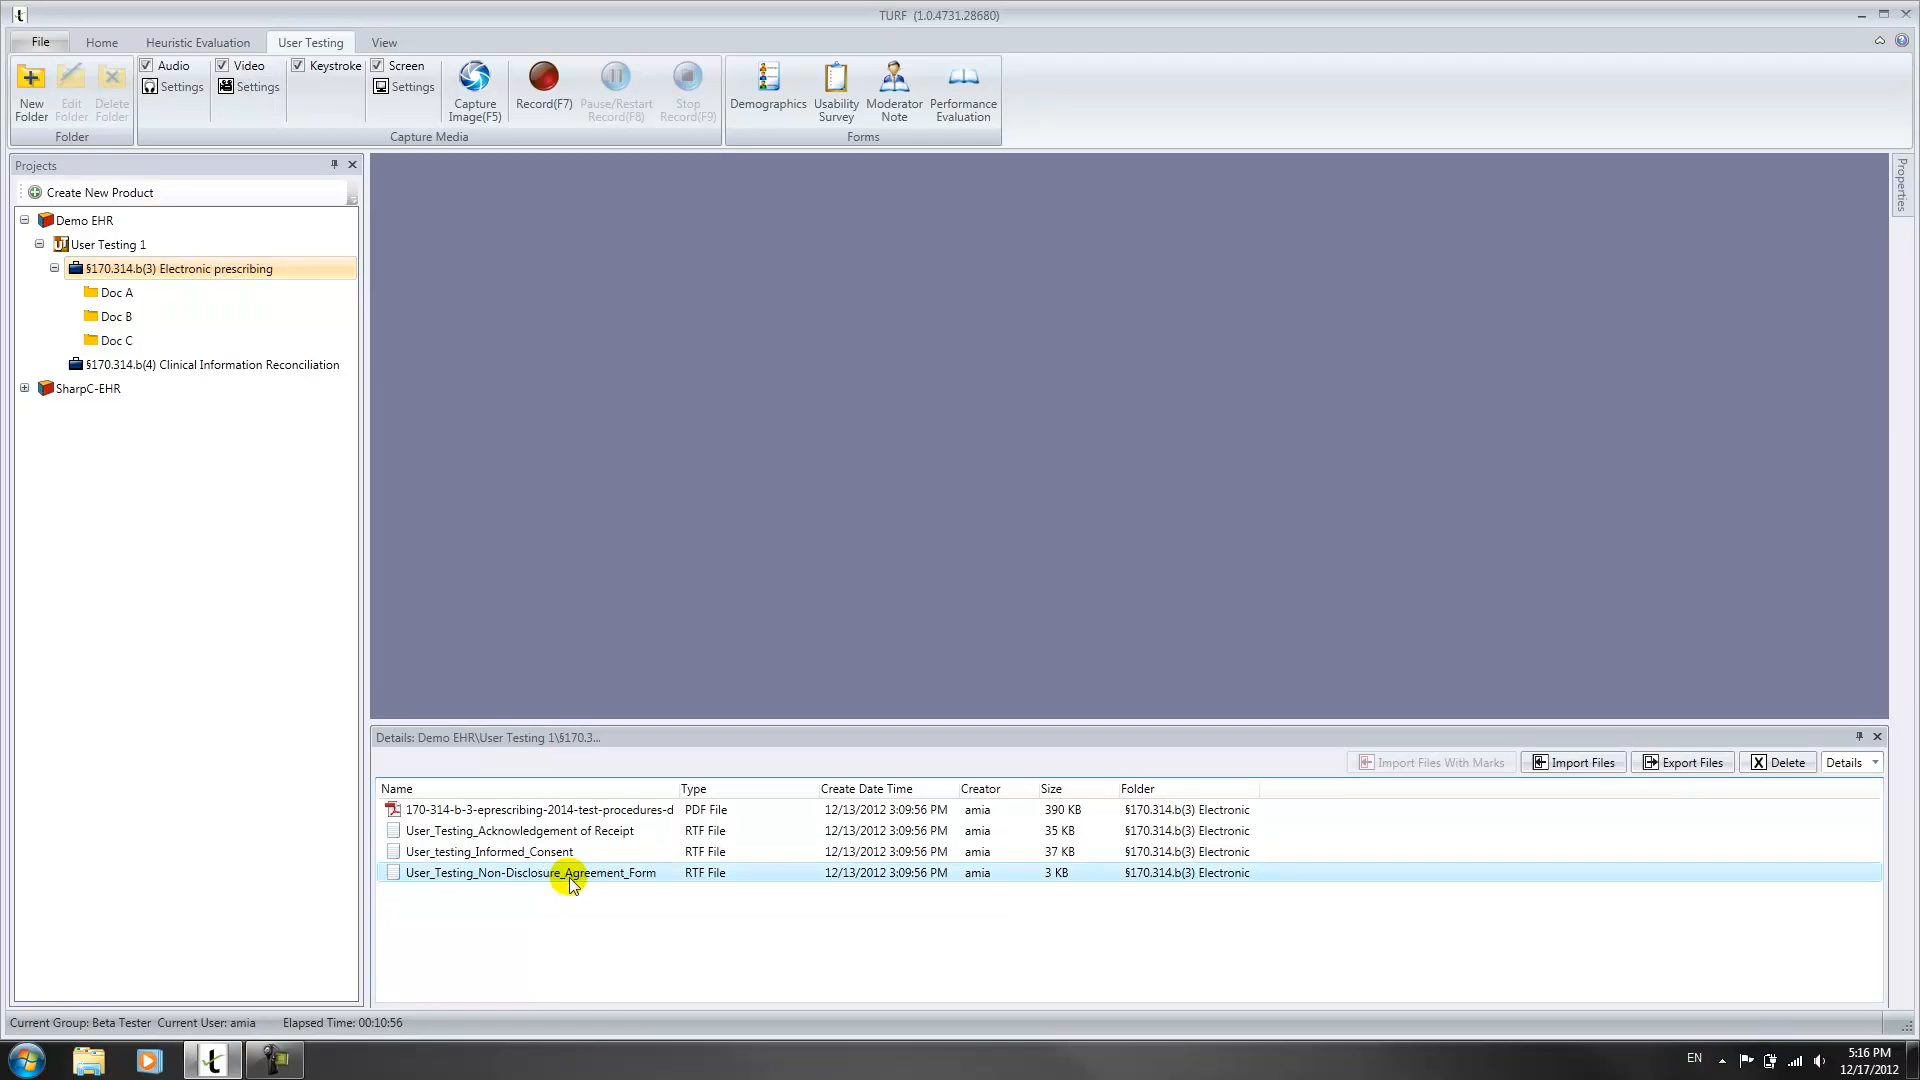 TURF (1.0.4731.28680)
File Home Heuristic Evaluation User Testing View
Audio Settings
Video Settings
Keystroke
Screen Settings
New Folder
Edit Folder
Delete Folder
Capture Image(F5)
Record(F7)
Pause/Restart Record(F8)
Stop Record(F9)
Demographics
Usability Survey
Moderator Note
Performance Evaluation
Folder Capture Media Forms
Projects
Create New Product
Demo EHR
User Testing 1
§170.314.b(3) Electronic prescribing
Doc A
Doc B
Doc C
§170.314.b(4) Clinical Information Reconciliation
SharpC-EHR
Properties
Details: Demo EHR\User Testing 1\§170.3...
Import Files With Marks Import Files Export Files Delete Details
Name Type Create Date Time Creator Size Folder
170-314-b-3-eprescribing-2014-test-procedures-d PDF File 12/13/2012 3:09:56 PM amia 390 KB §170.314.b(3) Electronic
User_Testing_Acknowledgement of Receipt RTF File 12/13/2012 3:09:56 PM amia 35 KB §170.314.b(3) Electronic
User_testing_Informed_Consent RTF File 12/13/2012 3:09:56 PM amia 37 KB §170.314.b(3) Electronic
User_Testing_Non-Disclosure_Agreement_Form RTF File 12/13/2012 3:09:56 PM amia 3 KB §170.314.b(3) Electronic
Current Group: Beta Tester Current User: amia Elapsed Time: 00:10:56
EN
5:16 PM
12/17/2012